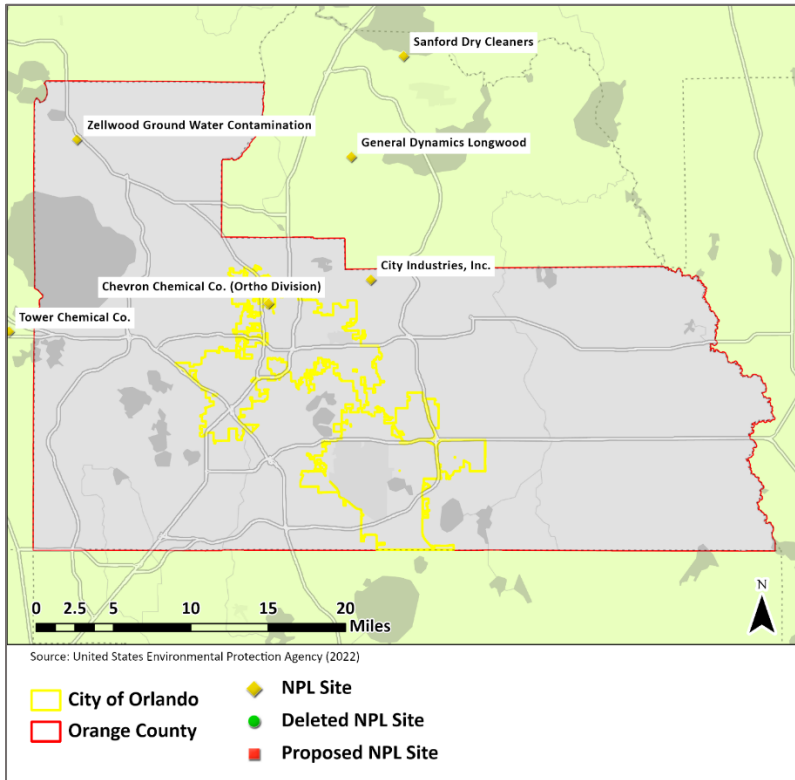 Sanford Dry Cleaners
Zellwood Ground Water Contamination
General Dynamics Longwood
City Industries, Inc.
Chevron Chemical Co. (Ortho Division)
Tower Chemical Co.
N
0 2.5 5 10 15 20
Miles
Source: United States Environmental Protection Agency (2022)
City of Orlando
Orange County
NPL Site
Deleted NPL Site
Proposed NPL Site